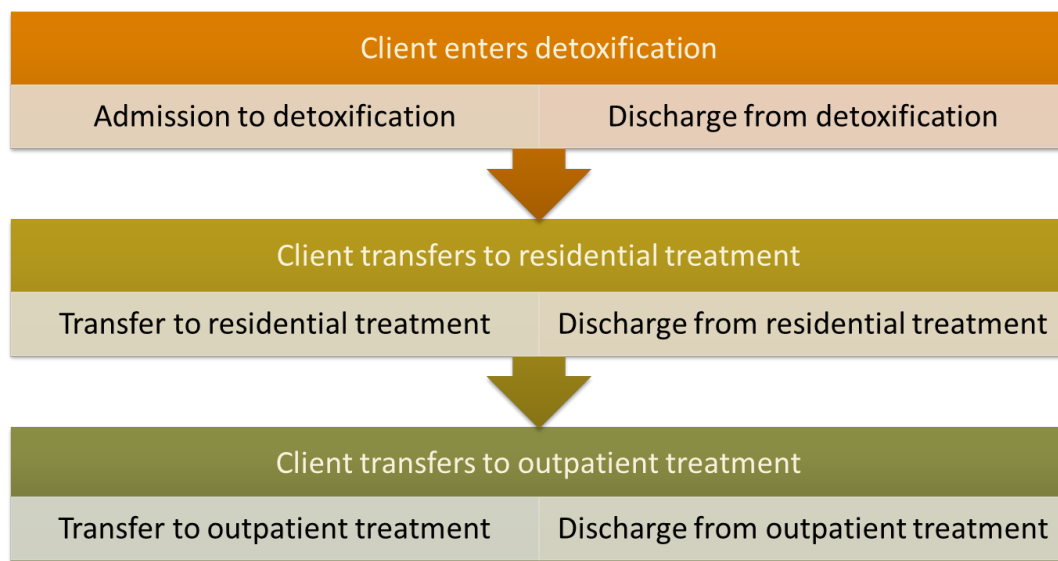 Client enters detoxification
Admission to detoxification
Discharge from detoxification
Client transfers to residential treatment
Transfer to residential treatment
Discharge from residential treatment
Client transfers to outpatient treatment
Transfer to outpatient treatment
Discharge from outpatient treatment